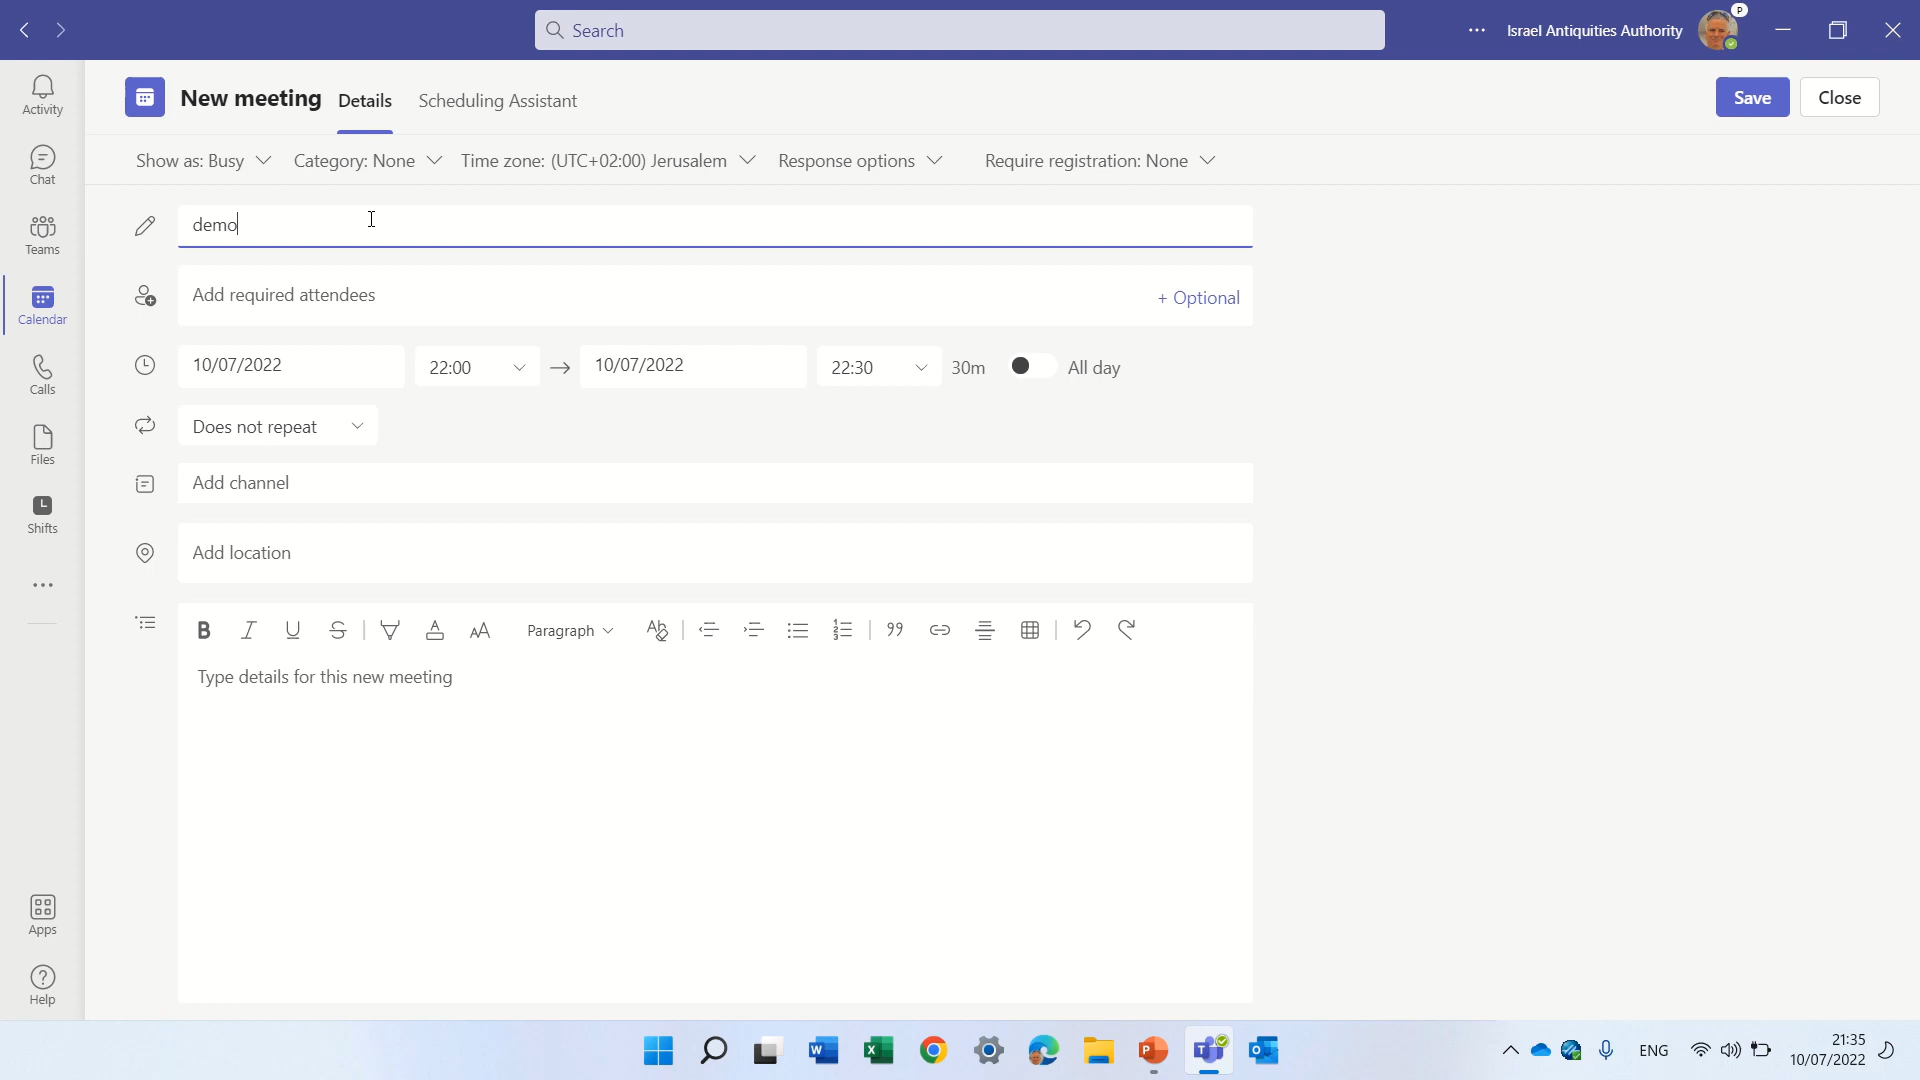 Search
Israel Antiquities Authority
P
Activity
Chat
Teams
Calendar
Calls
Files
Shifts
Apps
Help
New meeting
Details
Scheduling Assistant
Save
Close
Show as: Busy
Category: None
Time zone: (UTC+02:00) Jerusalem
Response options
Require registration: None
demo
Add required attendees
+ Optional
10/07/2022
22:00
10/07/2022
22:30
30m
All day
Does not repeat
Add channel
Add location
B
Paragraph
Type details for this new meeting
ENG
21:35
10/07/2022